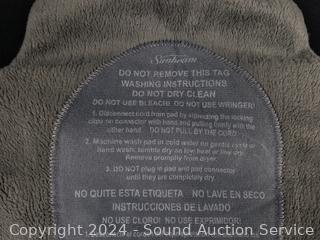 Sunbeam
DO NOT REMOVE THIS TAG
WASHING INSTRUCTIONS
DO NOT DRY CLEAN
DO NOT USE BLEACH! DO NOT USE WRINGER!
1. Disconnect cord from pad by spreading the locking
clips on connector with hand and pulling firmly with the
other hand. DO NOT PULL BY THE CORD.
2. Machine wash pad in cold water on gentle cycle or
hand wash, tumble dry on low heat or line dry.
Remove promptly from dryer.
3. DO NOT plug in pad and pad connector
until they are completely dry.
NO QUITE ESTA ETIQUETA NO LAVE EN SECO
INSTRUCCIONES DE LAVADO
NO USE CLORO! NO USE EXPRIMIDOR!
Copyright 2024 - Sound Auction Service